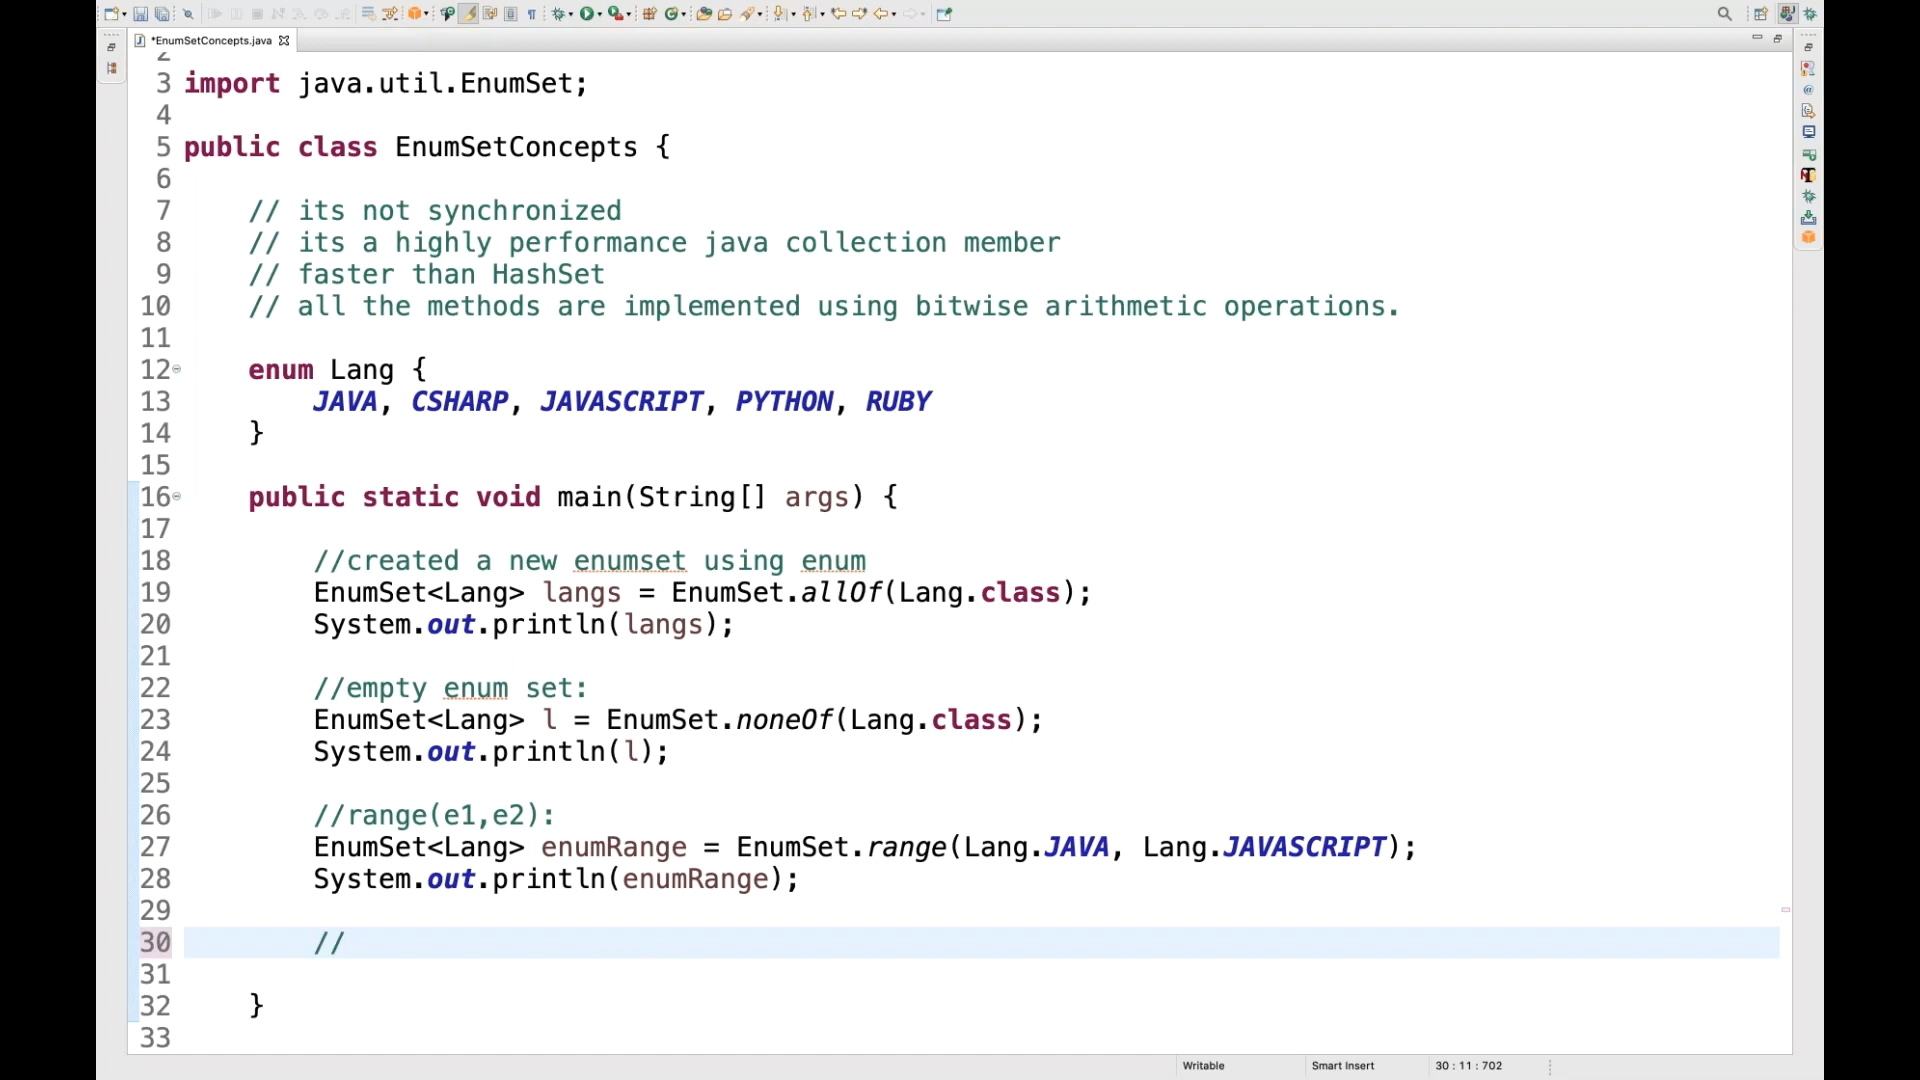 *EnumSetConcepts.java
2
3 import java.util.EnumSet;
4
5 public class EnumSetConcepts {
6
7 // its not synchronized
8 // its a highly performance java collection member
9 // faster than HashSet
10 // all the methods are implemented using bitwise arithmetic operations.
11
12 enum Lang {
13 JAVA, CSHARP, JAVASCRIPT, PYTHON, RUBY
14 }
15
16 public static void main(String[] args) {
17
18 //created a new enumset using enum
19 EnumSet<Lang> langs = EnumSet.allOf(Lang.class);
20 System.out.println(langs);
21
22 //empty enum set:
23 EnumSet<Lang> l = EnumSet.noneOf(Lang.class);
24 System.out.println(l);
25
26 //range(e1,e2):
27 EnumSet<Lang> enumRange = EnumSet.range(Lang.JAVA, Lang.JAVASCRIPT);
28 System.out.println(enumRange);
29
30 //
31
32 }
33
Writable Smart Insert 30 : 11 : 702